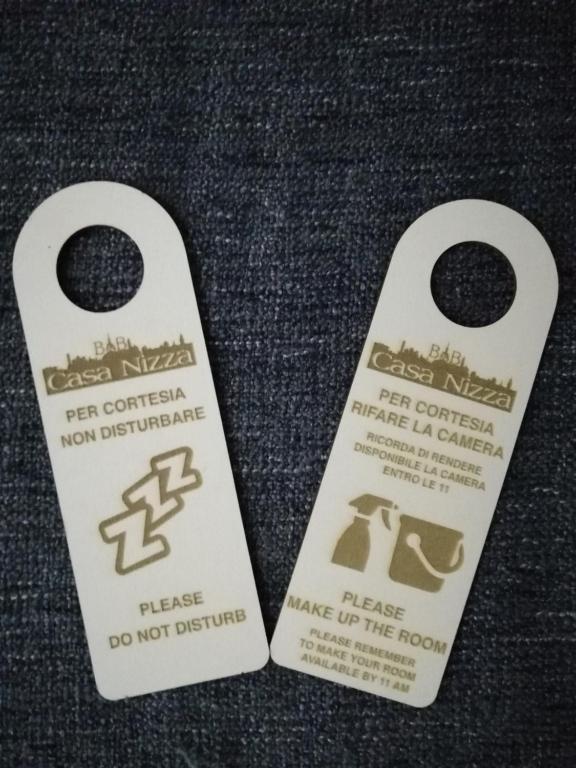 B&B
Casa Nizza
PER CORTESIA
NON DISTURBARE
ZZZ
PLEASE
DO NOT DISTURB
B&B
Casa Nizza
PER CORTESIA
RIFARE LA CAMERA
RICORDA DI RENDERE
DISPONIBILE LA CAMERA
ENTRO LE 11
PLEASE
MAKE UP THE ROOM
PLEASE REMEMBER
TO MAKE YOUR ROOM
AVAILABLE BY 11 AM